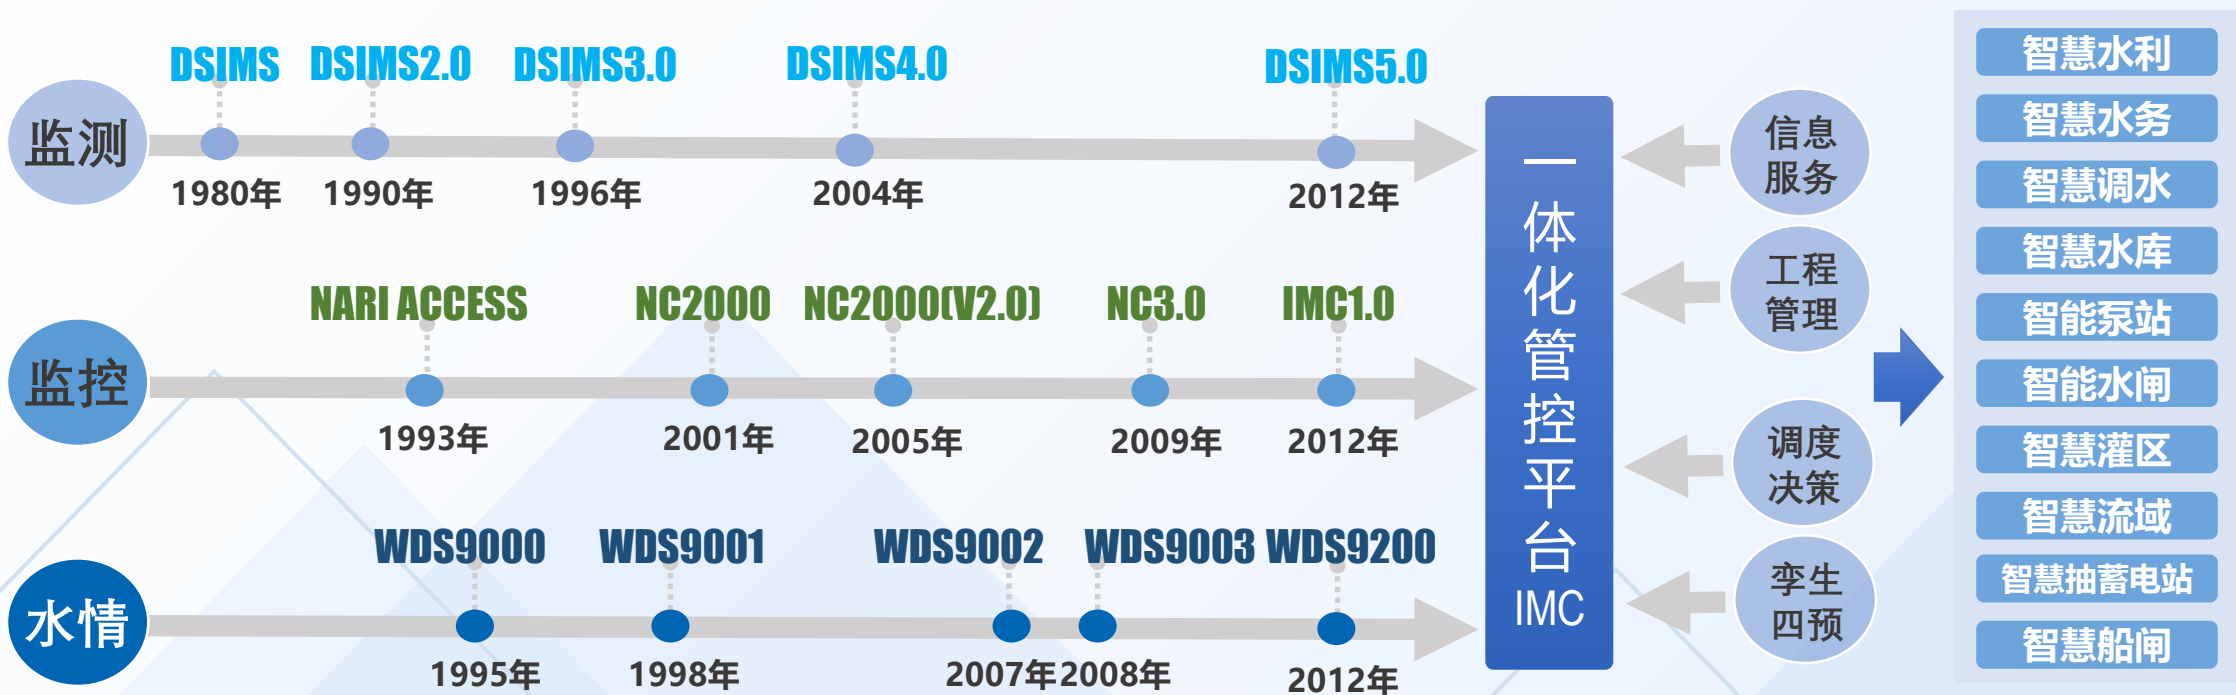 监测
DSIMS
DSIMS2.0
DSIMS3.0
DSIMS4.0
DSIMS5.0
1980年
1990年
1996年
2004年
2012年
监控
NARI ACCESS
NC2000
NC2000(V2.0)
NC3.0
IMC1.0
1993年
2001年
2005年
2009年
2012年
水情
WDS9000
WDS9001
WDS9002
WDS9003
WDS9200
1995年
1998年
2007年
2008年
2012年
一体化管控平台
IMC
信息
服务
工程
管理
调度
决策
孪生
四预
智慧水利
智慧水务
智慧调水
智慧水库
智能泵站
智能水闸
智慧灌区
智慧流域
智慧抽蓄电站
智慧船闸